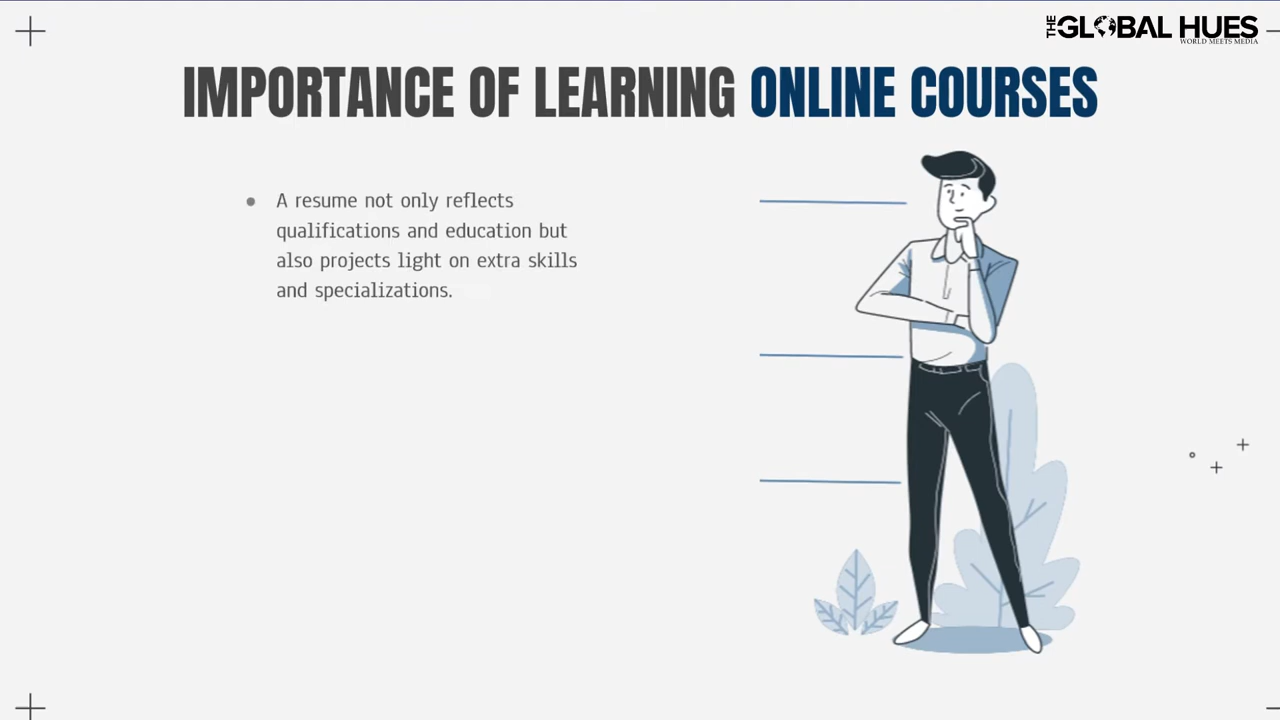 THE GLOBAL HUES
WORLD MEETS MEDIA
IMPORTANCE OF LEARNING ONLINE COURSES
A resume not only reflects
qualifications and education but
also projects light on extra skills
and specializations.